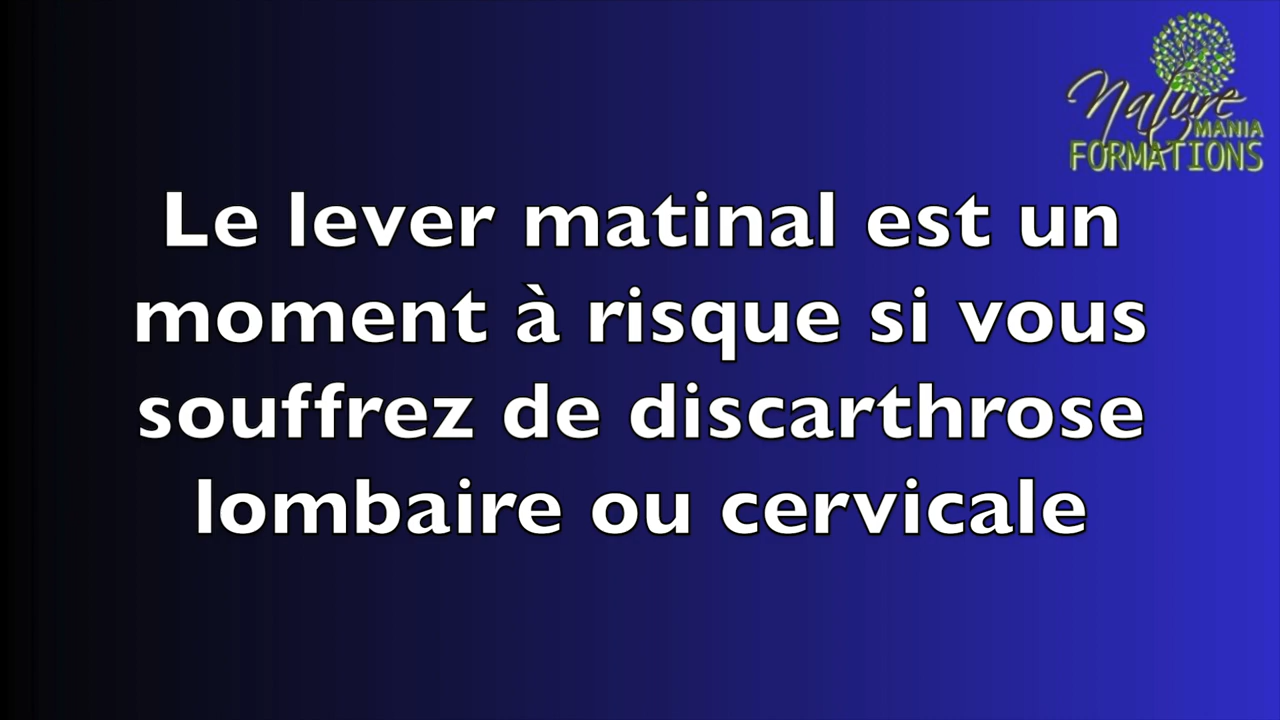 Nature
MANIA
FORMATIONS
Le lever matinal est un
moment à risque si vous
souffrez de discarthrose
lombaire ou cervicale